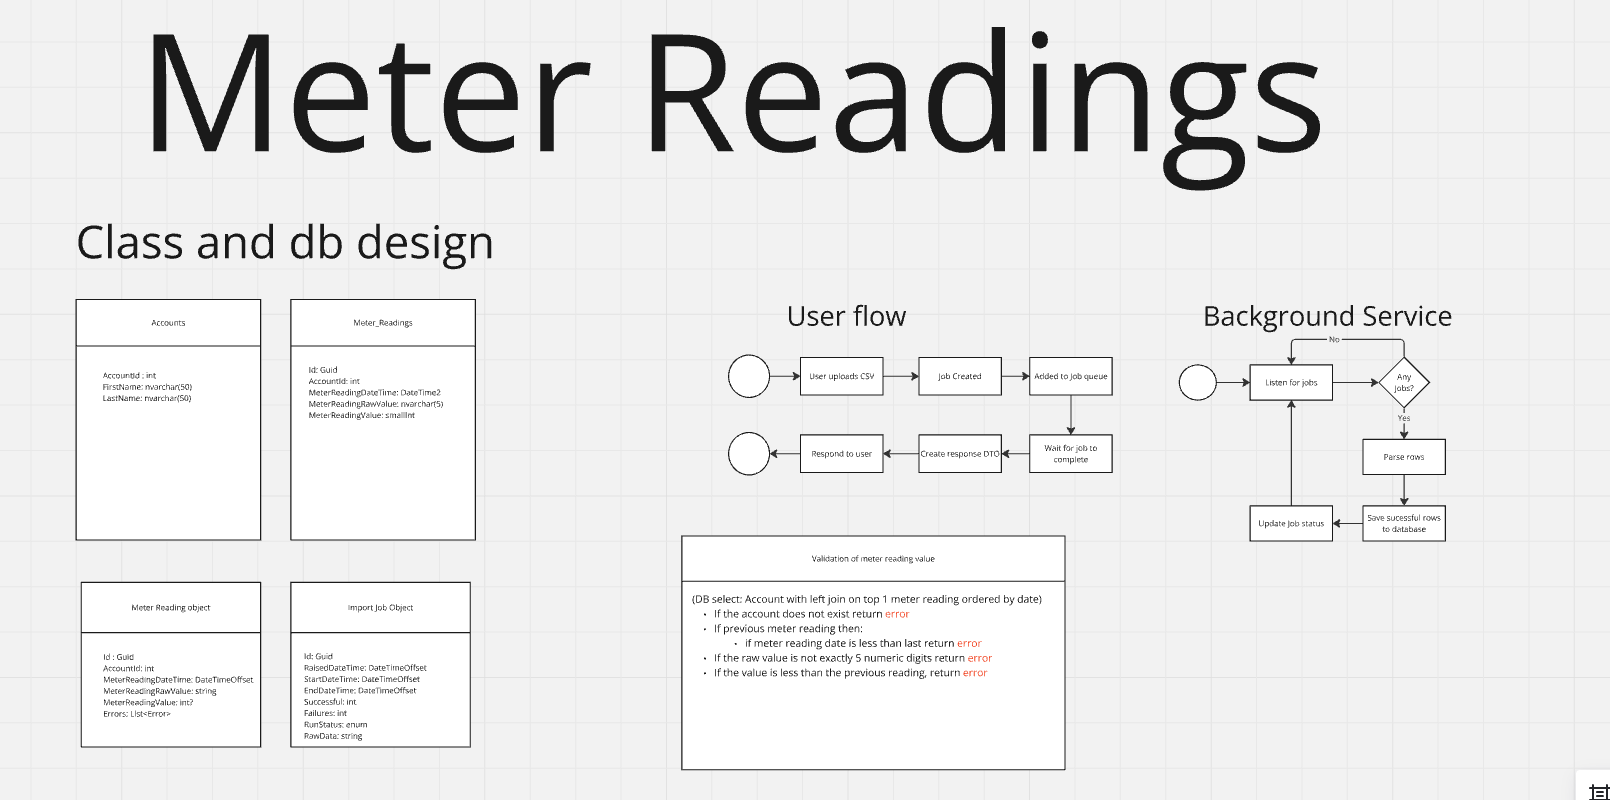 Meter Readings
Class and db design
Accounts
AccountId : int
FirstName: nvarchar(50)
LastName: nvarchar(50)
Meter_Readings
Id: Guid
AccountId: int
MeterReadingDateTime: DateTime2
MeterReadingRawValue: nvarchar(5)
MeterReadingValue: smallint
Meter Reading object
Id : Guid
AccountId: int
MeterReadingDateTime: DateTimeOffset
MeterReadingRawValue: string
MeterReadingValue: int?
Errors: List<Error>
Import Job Object
Id: Guid
RaisedDateTime: DateTimeOffset
StartDateTime: DateTimeOffset
EndDateTime: DateTimeOffset
Successful: int
Failures: int
RunStatus: enum
RawData: string
User flow
User uploads CSV
Job Created
Added to job queue
Wait for job to
complete
Create response DTO
Respond to user
Validation of meter reading value
(DB select: Account with left join on top 1 meter reading ordered by date)
• If the account does not exist return error
• If previous meter reading then:
• if meter reading date is less than last return error
• If the raw value is not exactly 5 numeric digits return error
• If the value is less than the previous reading, return error
Background Service
No
Listen for jobs
Any
jobs?
Yes
Parse rows
Save sucessful rows
to database
Update Job status